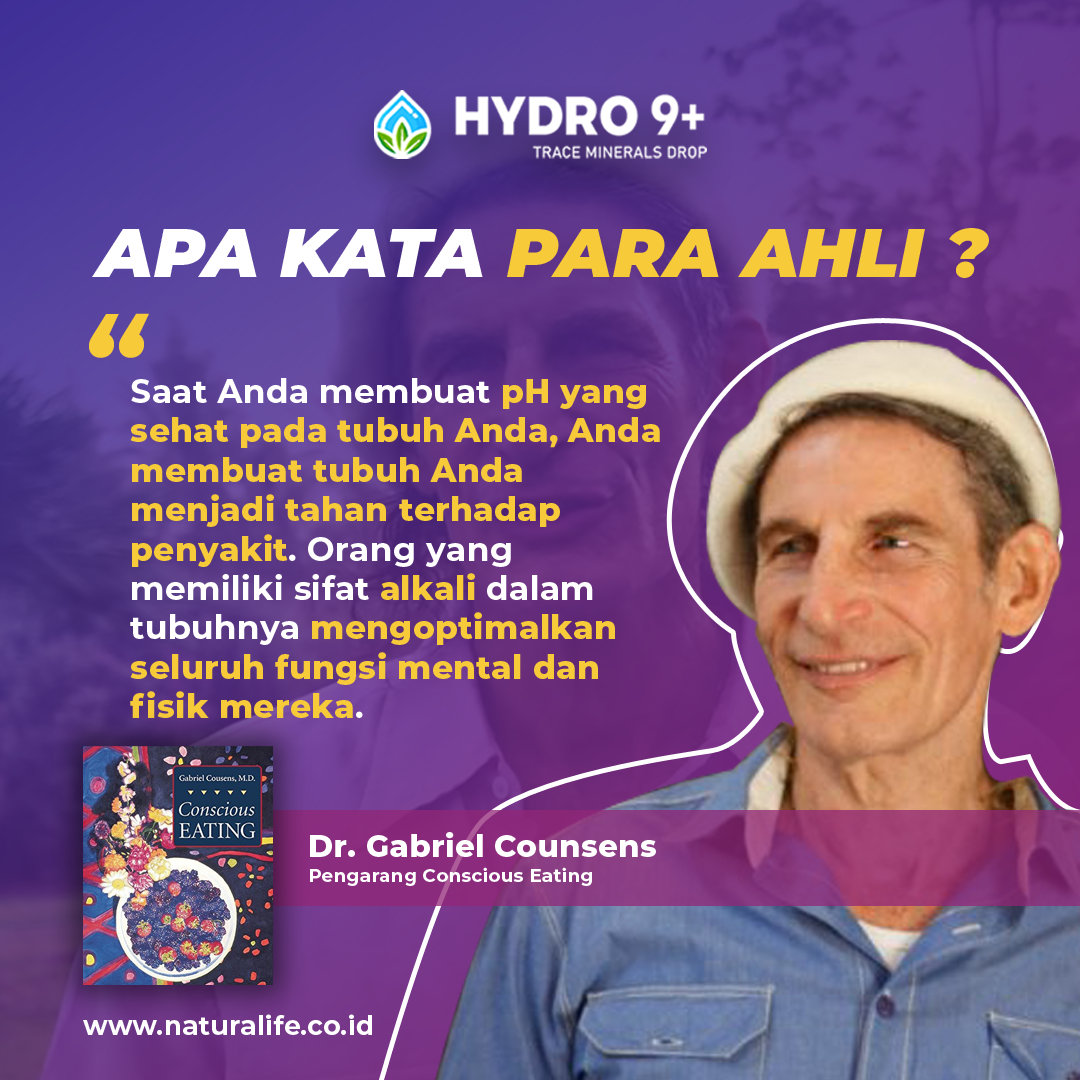 HYDRO 9+
TRACE MINERALS DROP
APA KATA PARA AHLI ?
“
Saat Anda membuat pH yang
sehat pada tubuh Anda, Anda
membuat tubuh Anda
menjadi tahan terhadap
penyakit. Orang yang
memiliki sifat alkali dalam
tubuhnya mengoptimalkan
seluruh fungsi mental dan
fisik mereka.
Gabriel Cousens, M.D.
Conscious
EATING
Dr. Gabriel Counsens
Pengarang Conscious Eating
www.naturalife.co.id